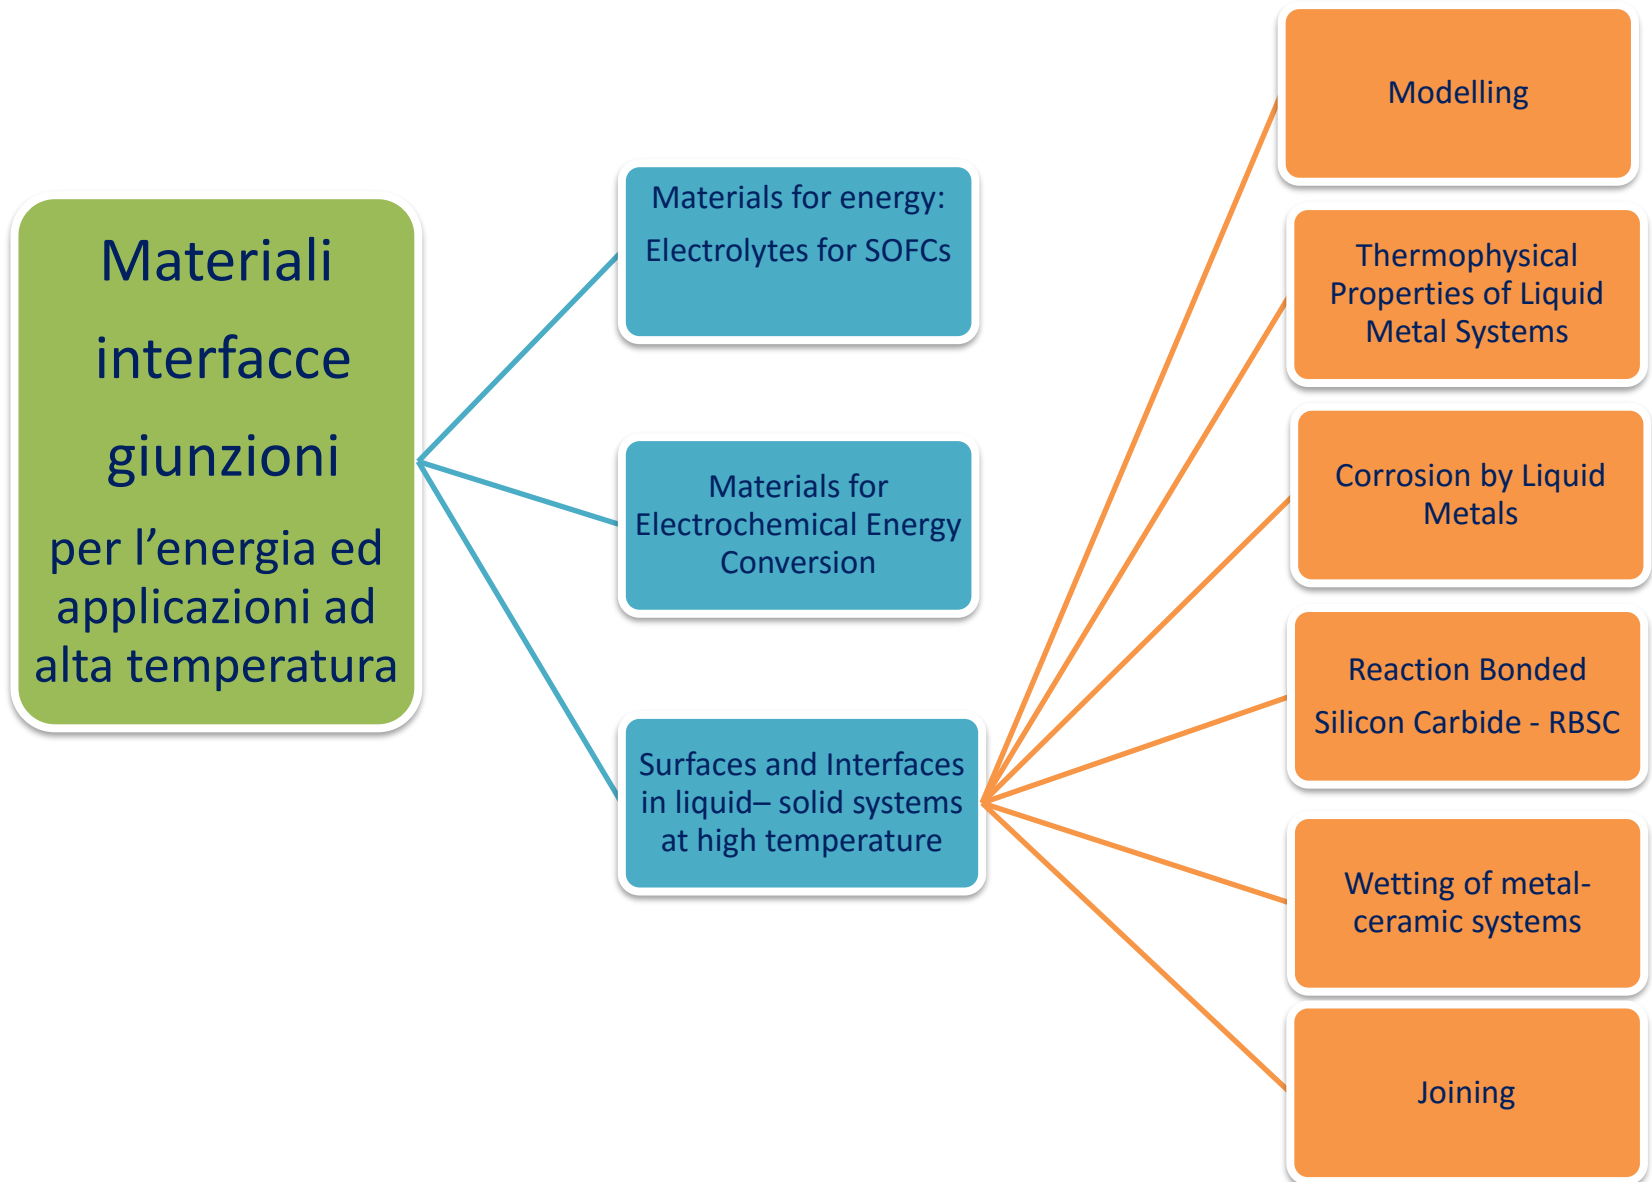 Materiali
interfacce
giunzioni
per l’energia ed
applicazioni ad
alta temperatura
Materials for energy:
Electrolytes for SOFCs
Materials for
Electrochemical Energy
Conversion
Surfaces and Interfaces
in liquid– solid systems
at high temperature
Modelling
Thermophysical
Properties of Liquid
Metal Systems
Corrosion by Liquid
Metals
Reaction Bonded
Silicon Carbide - RBSC
Wetting of metal-
ceramic systems
Joining